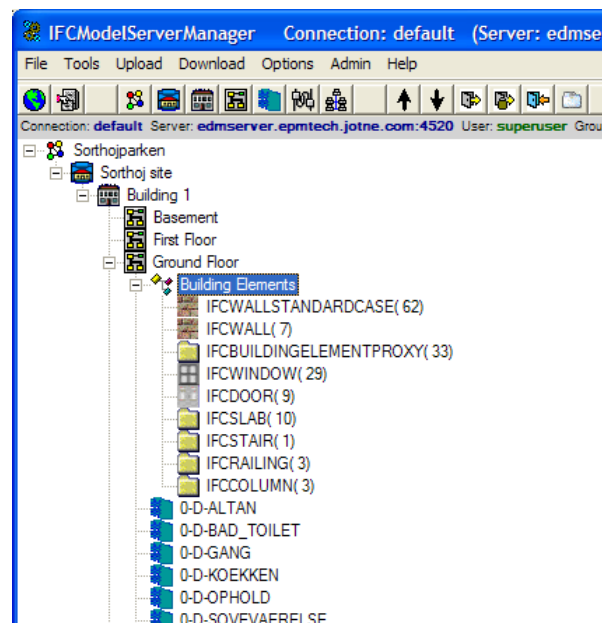 IFCModelServerManager Connection: default (Server: edmse
File Tools Upload Download Options Admin Help
Connection: default Server: edmserver.epmtech.jotne.com:4520 User: superuser Grou
Sorthojparken
Sorthoj site
Building 1
Basement
First Floor
Ground Floor
Building Elements
IFCWALLSTANDARDCASE( 62)
IFCWALL( 7)
IFCBUILDINGELEMENTPROXY( 33)
IFCWINDOW( 29)
IFCDOOR( 9)
IFCSLAB( 10)
IFCSTAIR( 1)
IFCRAILING( 3)
IFCCOLUMN( 3)
0-D-ALTAN
0-D-BAD_TOILET
0-D-GANG
0-D-KOEKKEN
0-D-OPHOLD
0-D-SOVEVAERELSE